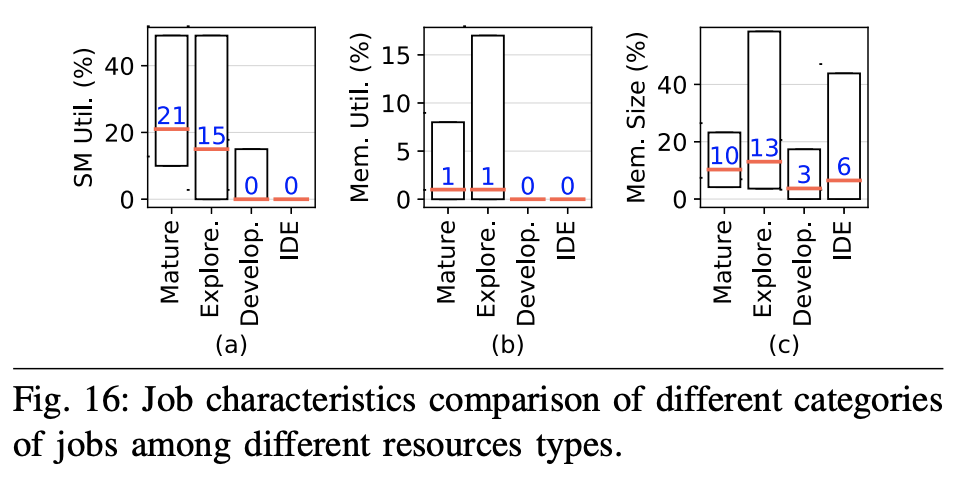 SM Util. (%)
40
20
0
21
15
0
0
Mature
Explore.
Develop.
IDE
(a)
Mem. Util. (%)
15
10
5
0
1
1
0
0
Mature
Explore.
Develop.
IDE
(b)
Mem. Size (%)
40
20
0
10
13
3
6
Mature
Explore.
Develop.
IDE
(c)
Fig. 16: Job characteristics comparison of different categories
of jobs among different resources types.